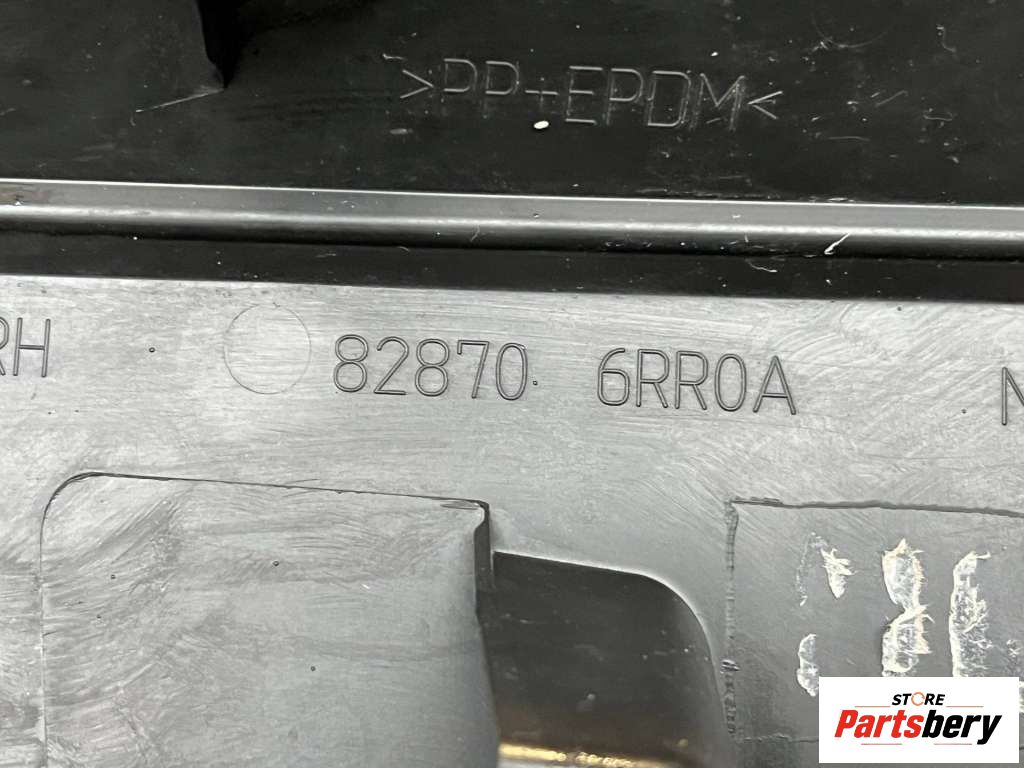 >PP+EPDM<
RH 82870 6RR0A N
STORE
Partsbery